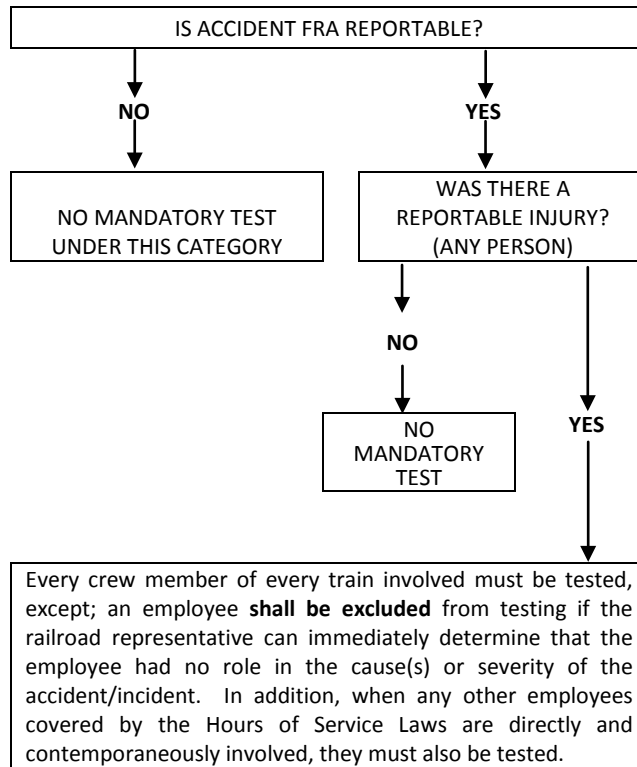 IS ACCIDENT FRA REPORTABLE?
NO
YES
NO MANDATORY TEST
UNDER THIS CATEGORY
WAS THERE A
REPORTABLE INJURY?
(ANY PERSON)
NO
YES
NO
MANDATORY
TEST
Every crew member of every train involved must be tested,
except; an employee shall be excluded from testing if the
railroad representative can immediately determine that the
employee had no role in the cause(s) or severity of the
accident/incident. In addition, when any other employees
covered by the Hours of Service Laws are directly and
contemporaneously involved, they must also be tested.